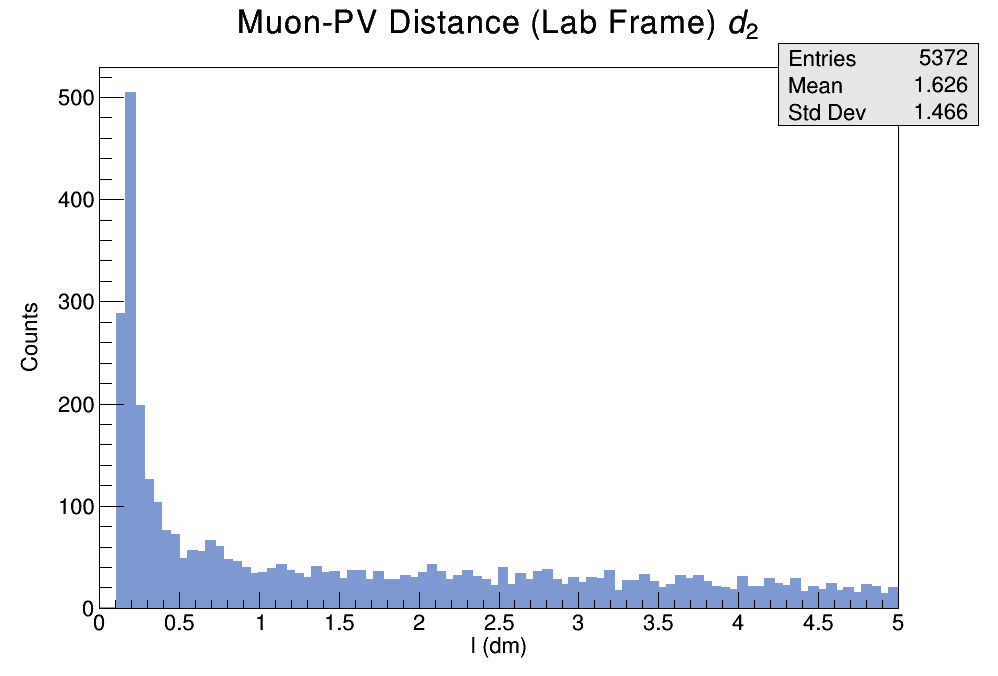 Muon-PV Distance (Lab Frame) d₂
Entries 5372
Mean 1.626
Std Dev 1.466
500
400
300
200
100
0
Counts
0 0.5 1 1.5 2 2.5 3 3.5 4 4.5 5
l (dm)